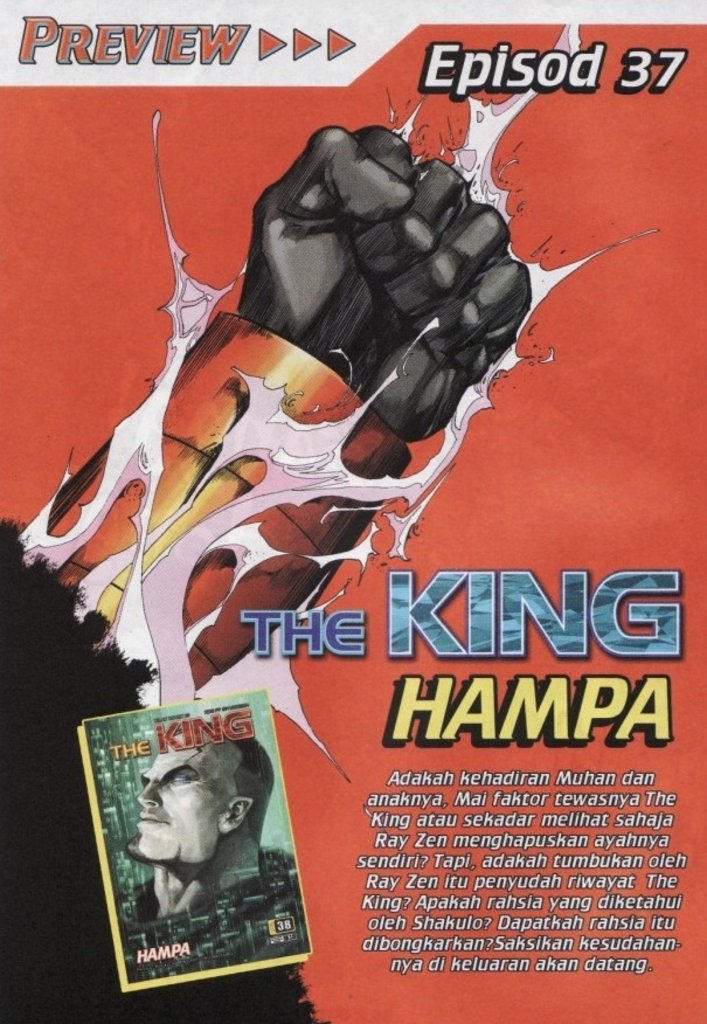 PREVIEW
Episod 37
THE KING
HAMPA
Adakah kehadiran Muhan dan
anaknya, Mai faktor tewasnya The
King atau sekadar melihat sahaja
Ray Zen menghapuskan ayahnya
sendiri? Tapi, adakah tumbukan oleh
Ray Zen itu penyudah riwayat The
King? Apakah rahsia yang diketahui
oleh Shakulo? Dapatkah rahsia itu
dibongkarkan?Saksikan kesudahan-
nya di keluaran akan datang.
THE KING
38
HAMPA